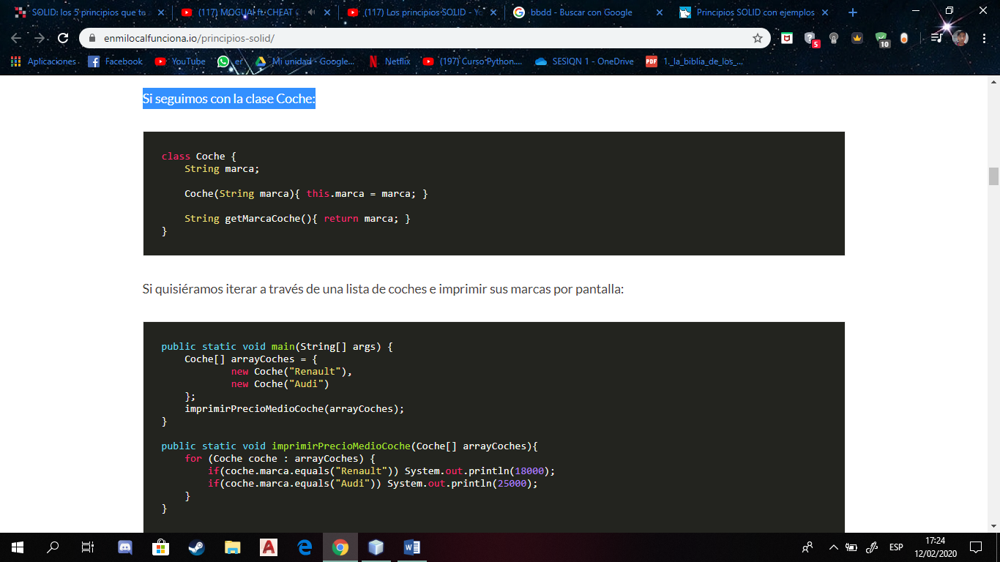 SOLID: los 5 principios que te a
(117) MOGUAI ft. CHEAT C
(117) Los principios SOLID - Yo
bbdd - Buscar con Google
Principios SOLID con ejemplos
enmilocalfunciona.io/principios-solid/
5
10
Aplicaciones
Facebook
YouTube
er
Mi unidad - Google...
Netflix
(197) Curso Python....
SESION 1 - OneDrive
PDF
1._la_biblia_de_los_...
Si seguimos con la clase Coche:
class Coche {
    String marca;
    Coche(String marca){ this.marca = marca; }
    String getMarcaCoche(){ return marca; }
}
Si quisiéramos iterar a través de una lista de coches e imprimir sus marcas por pantalla:
public static void main(String[] args) {
    Coche[] arrayCoches = {
            new Coche("Renault"),
            new Coche("Audi")
    };
    imprimirPrecioMedioCoche(arrayCoches);
}
public static void imprimirPrecioMedioCoche(Coche[] arrayCoches){
    for (Coche coche : arrayCoches) {
        if(coche.marca.equals("Renault")) System.out.println(18000);
        if(coche.marca.equals("Audi")) System.out.println(25000);
    }
}
ESP
17:24
12/02/2020